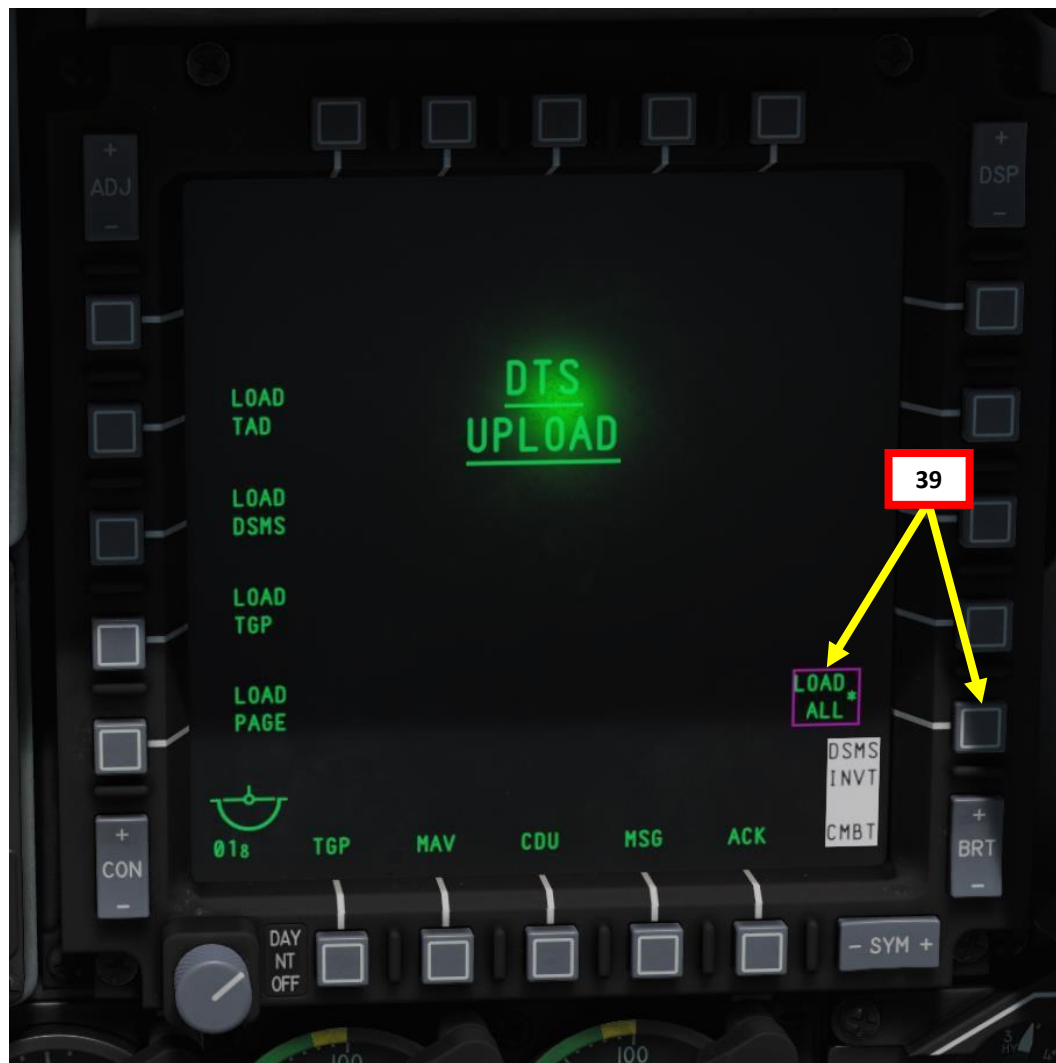 +
ADJ
-
+
DSP
-
DTS
UPLOAD
LOAD
TAD
LOAD
DSMS
LOAD
TGP
LOAD
PAGE
39
LOAD
ALL*
DSMS
INVT
CMBT
018
TGP
MAV
CDU
MSG
ACK
+
CON
-
+
BRT
-
DAY
NT
OFF
- SYM +
100
100